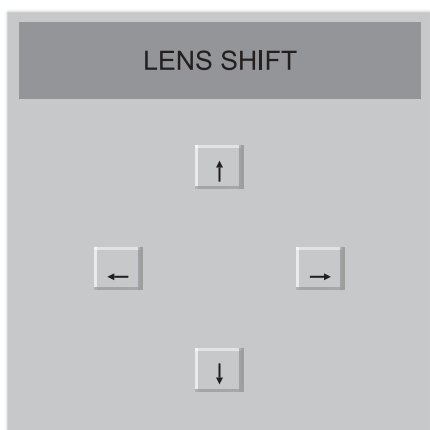 LENS SHIFT
↑
← →
↓